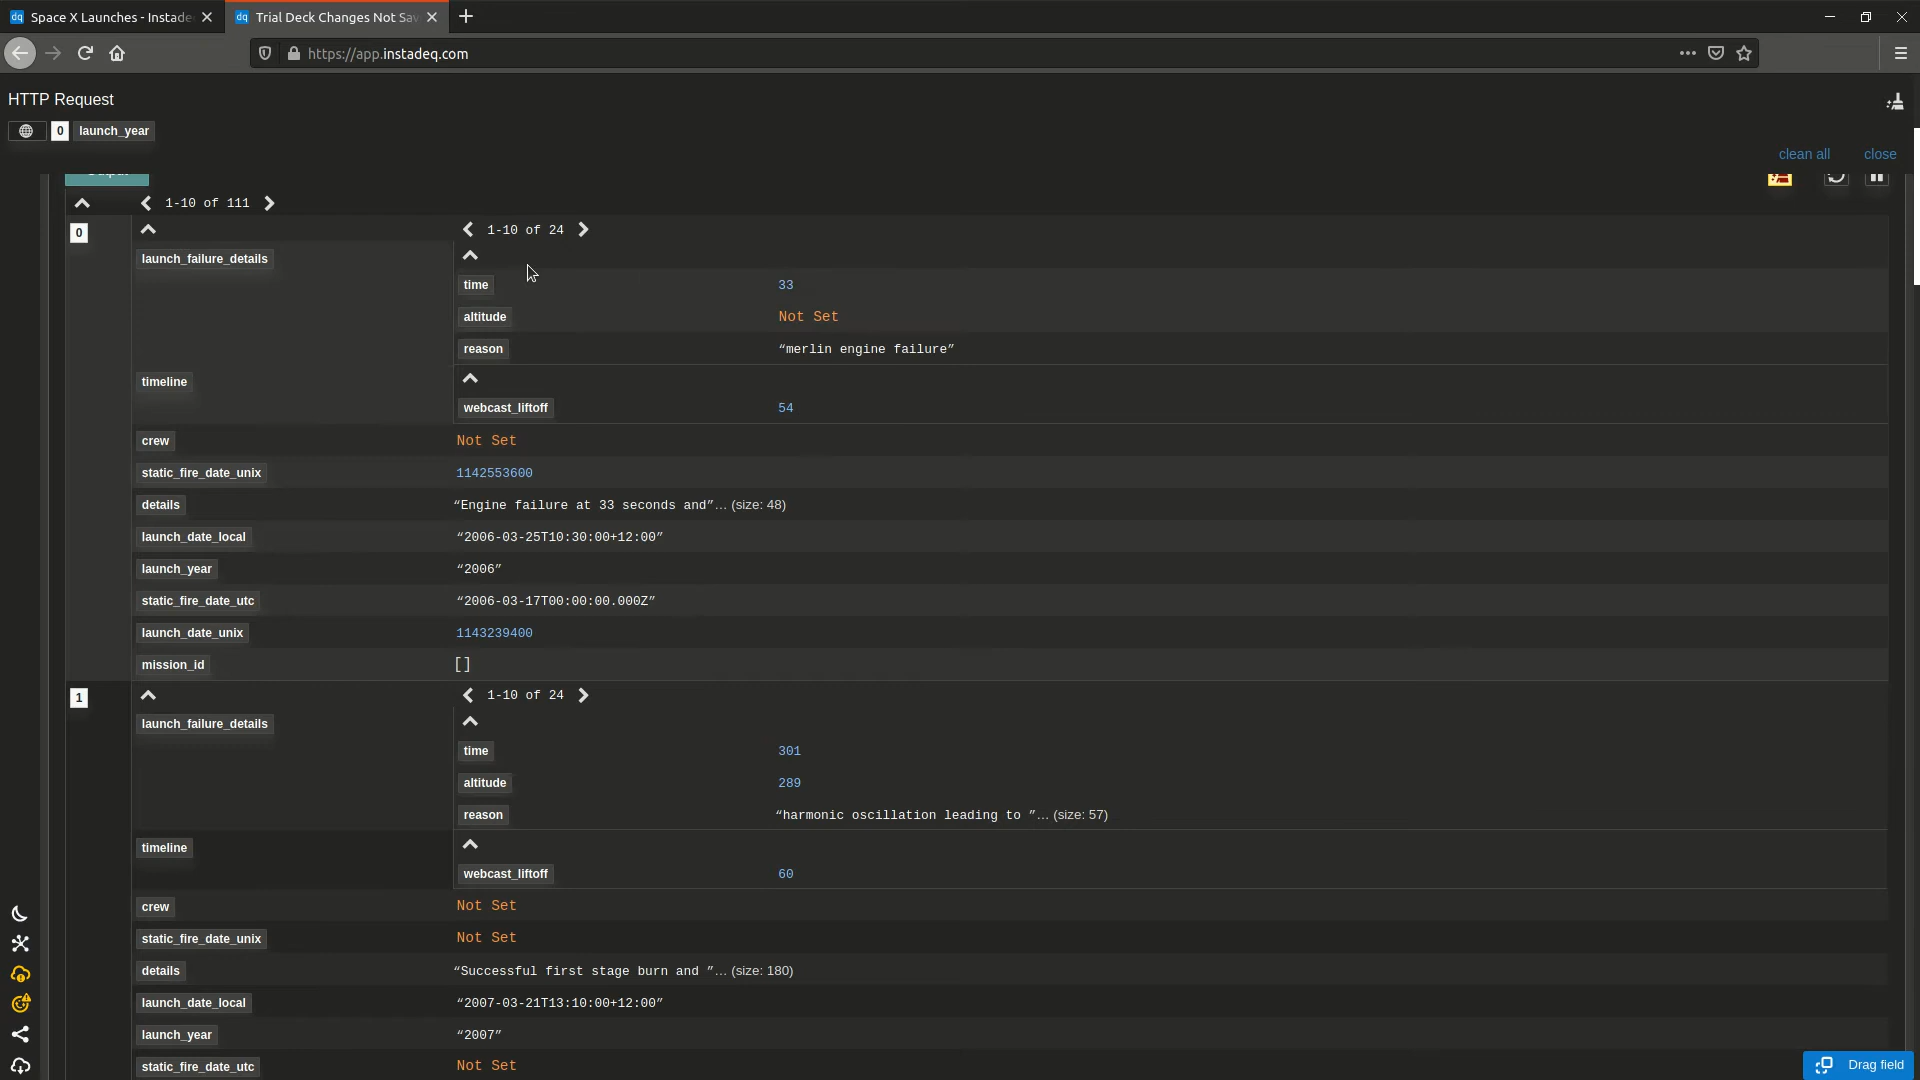 Space X Launches - Instade
Trial Deck Changes Not Sav
https://app.instadeq.com
HTTP Request
0 launch_year
clean all close
1-10 of 111
0 1-10 of 24
launch_failure_details
time 33
altitude Not Set
reason “merlin engine failure”
timeline
webcast_liftoff 54
crew Not Set
static_fire_date_unix 1142553600
details “Engine failure at 33 seconds and”… (size: 48)
launch_date_local “2006-03-25T10:30:00+12:00”
launch_year “2006”
static_fire_date_utc “2006-03-17T00:00:00.000Z”
launch_date_unix 1143239400
mission_id []
1 1-10 of 24
launch_failure_details
time 301
altitude 289
reason “harmonic oscillation leading to ”… (size: 57)
timeline
webcast_liftoff 60
crew Not Set
static_fire_date_unix Not Set
details “Successful first stage burn and ”… (size: 180)
launch_date_local “2007-03-21T13:10:00+12:00”
launch_year “2007”
static_fire_date_utc Not Set
Drag field